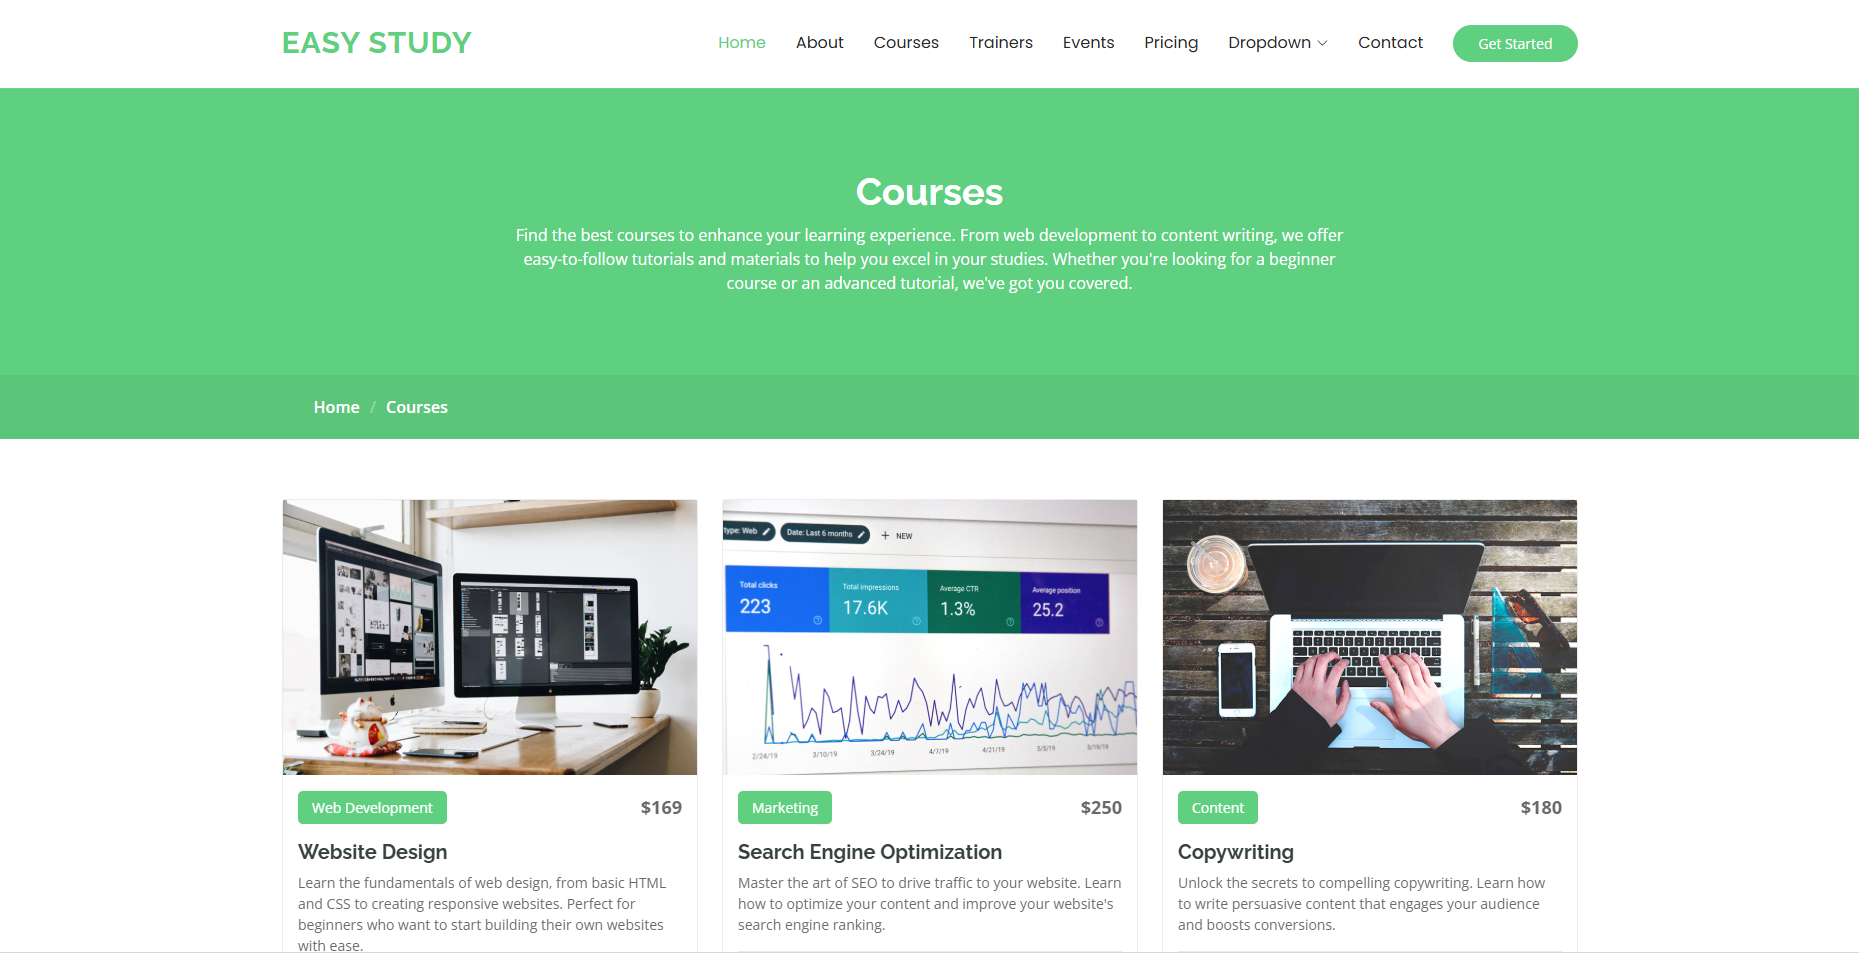 EASY STUDY
Home About Courses Trainers Events Pricing Dropdown Contact Get Started
Courses
Find the best courses to enhance your learning experience. From web development to content writing, we offer
easy-to-follow tutorials and materials to help you excel in your studies. Whether you're looking for a beginner
course or an advanced tutorial, we've got you covered.
Home / Courses
type: Web Date: Last 6 months + NEW
Total clicks Total impressions Average CTR Average position
223 17.6K 1.3% 25.2
2/24/19 3/10/19 3/24/19 4/7/19 4/21/19 5/5/19 5/19/19
Web Development $169
Website Design
Learn the fundamentals of web design, from basic HTML
and CSS to creating responsive websites. Perfect for
beginners who want to start building their own websites
with ease.
Marketing $250
Search Engine Optimization
Master the art of SEO to drive traffic to your website. Learn
how to optimize your content and improve your website's
search engine ranking.
Content $180
Copywriting
Unlock the secrets to compelling copywriting. Learn how
to write persuasive content that engages your audience
and boosts conversions.